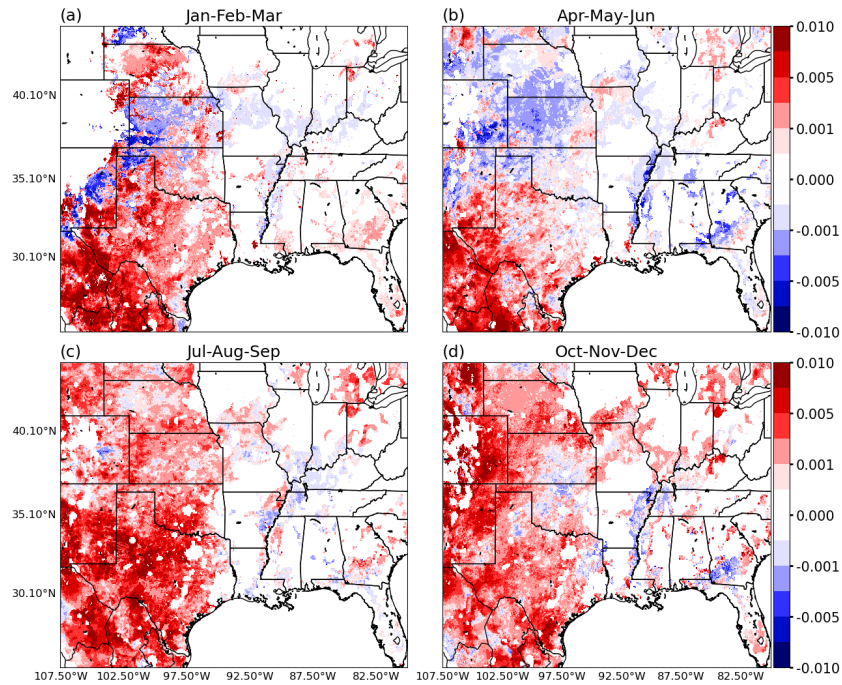 (a) Jan-Feb-Mar
(b) Apr-May-Jun
40.10°N
35.10°N
30.10°N
0.010
0.005
0.001
0.000
-0.001
-0.005
-0.010
(c) Jul-Aug-Sep
(d) Oct-Nov-Dec
40.10°N
35.10°N
30.10°N
0.010
0.005
0.001
0.000
-0.001
-0.005
-0.010
107.50°W 102.50°W 97.50°W 92.50°W 87.50°W 82.50°W
107.50°W 102.50°W 97.50°W 92.50°W 87.50°W 82.50°W